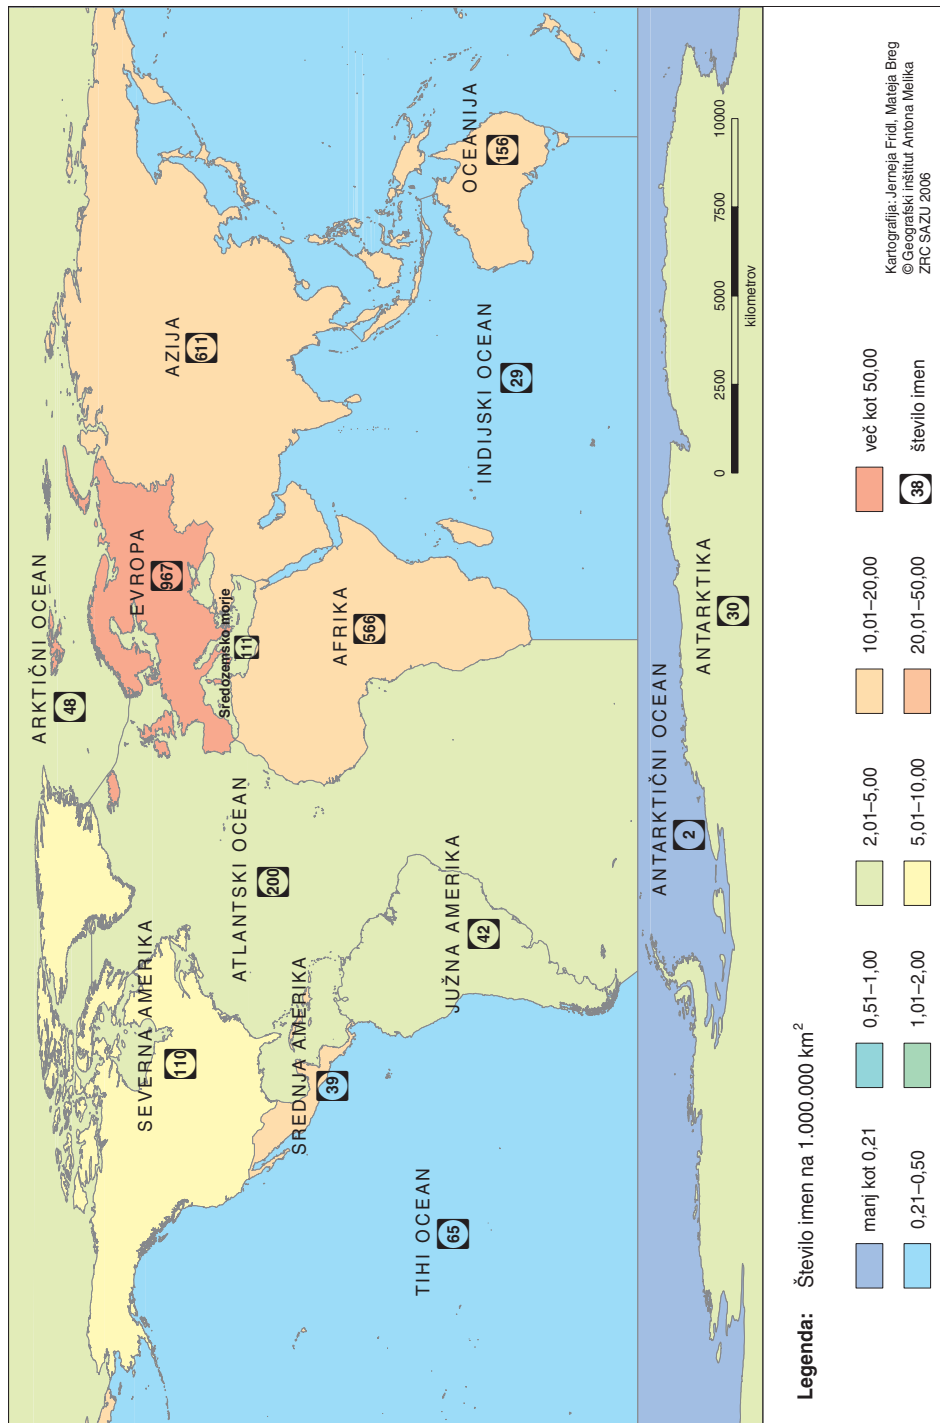 ARKTIČNI OCEAN
48
SEVERNA AMERIKA
110
EVROPA
967
AZIJA
611
Sredozemsko morje
111
ATLANTSKI OCEAN
200
SREDNJA AMERIKA
39
AFRIKA
566
TIHI OCEAN
65
JUŽNA AMERIKA
42
INDIJSKI OCEAN
29
OCEANIJA
156
ANTARKTIČNI OCEAN
2
ANTARKTIKA
30
0 2500 5000 7500 10000
kilometrov
Legenda: Število imen na 1.000.000 km²
manj kot 0,21
0,21–0,50
0,51–1,00
1,01–2,00
2,01–5,00
5,01–10,00
10,01–20,00
20,01–50,00
več kot 50,00
38 število imen
Kartografija: Jerneja Fridl, Mateja Breg
© Geografski inštitut Antona Melika
ZRC SAZU 2006